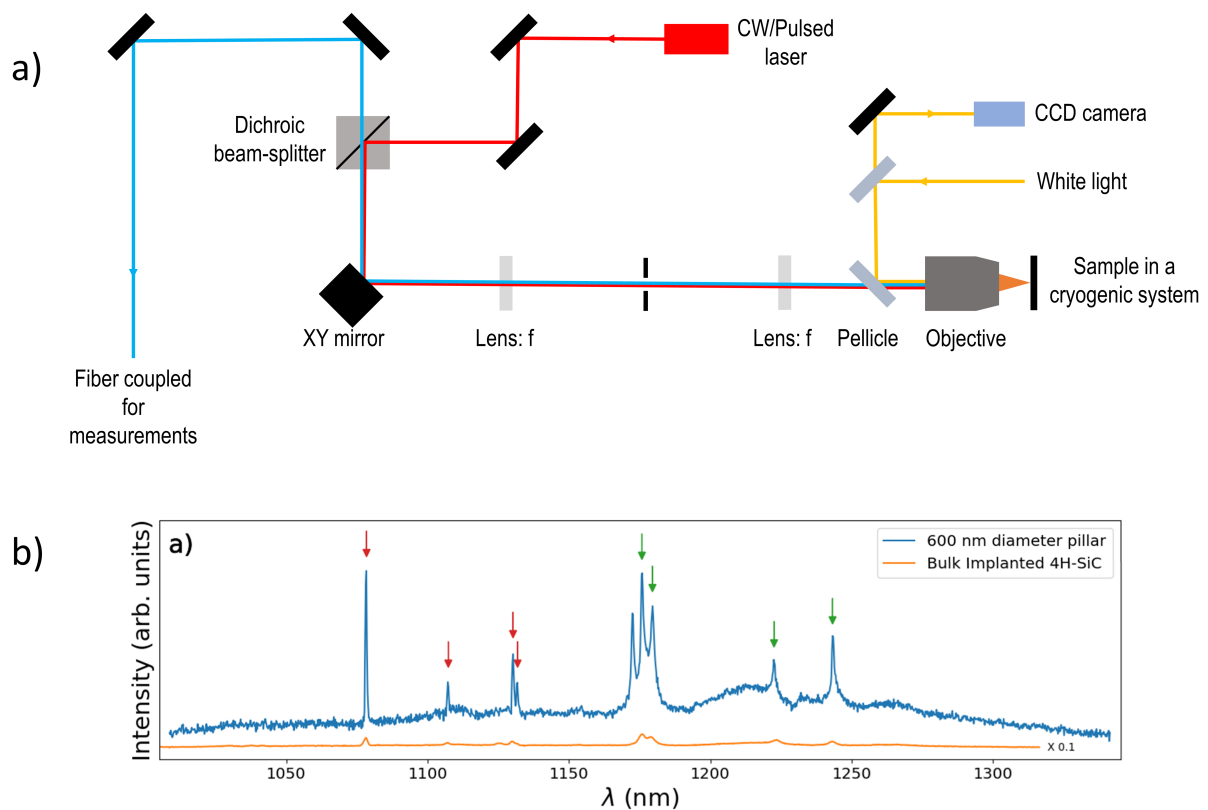 a)
CW/Pulsed
laser
Dichroic
beam-splitter
CCD camera
White light
Sample in a
cryogenic system
XY mirror
Lens: f
Lens: f
Pellicle
Objective
Fiber coupled
for
measurements
b)
a)
600 nm diameter pillar
Bulk Implanted 4H-SiC
Intensity (arb. units)
X 0.1
1050
1100
1150
1200
1250
1300
λ (nm)